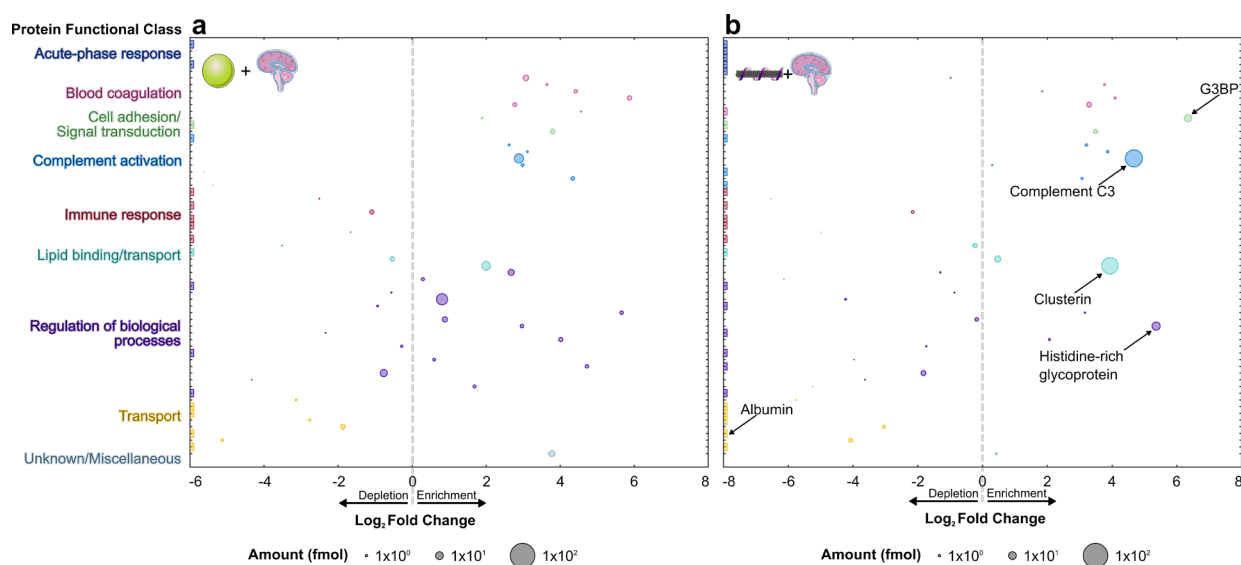 a
b
Protein Functional Class
Acute-phase response
Blood coagulation
Cell adhesion/
Signal transduction
Complement activation
Immune response
Lipid binding/transport
Regulation of biological
processes
Transport
Unknown/Miscellaneous
+
-6 -4 -2 0 2 4 6 8
Depletion Enrichment
Log2 Fold Change
Amount (fmol) 1x10⁰ 1x10¹ 1x10²
+
G3BP
Complement C3
Clusterin
Histidine-rich
glycoprotein
Albumin
-8 -6 -4 -2 0 2 4 6 8
Depletion Enrichment
Log2 Fold Change
Amount (fmol) 1x10⁰ 1x10¹ 1x10²